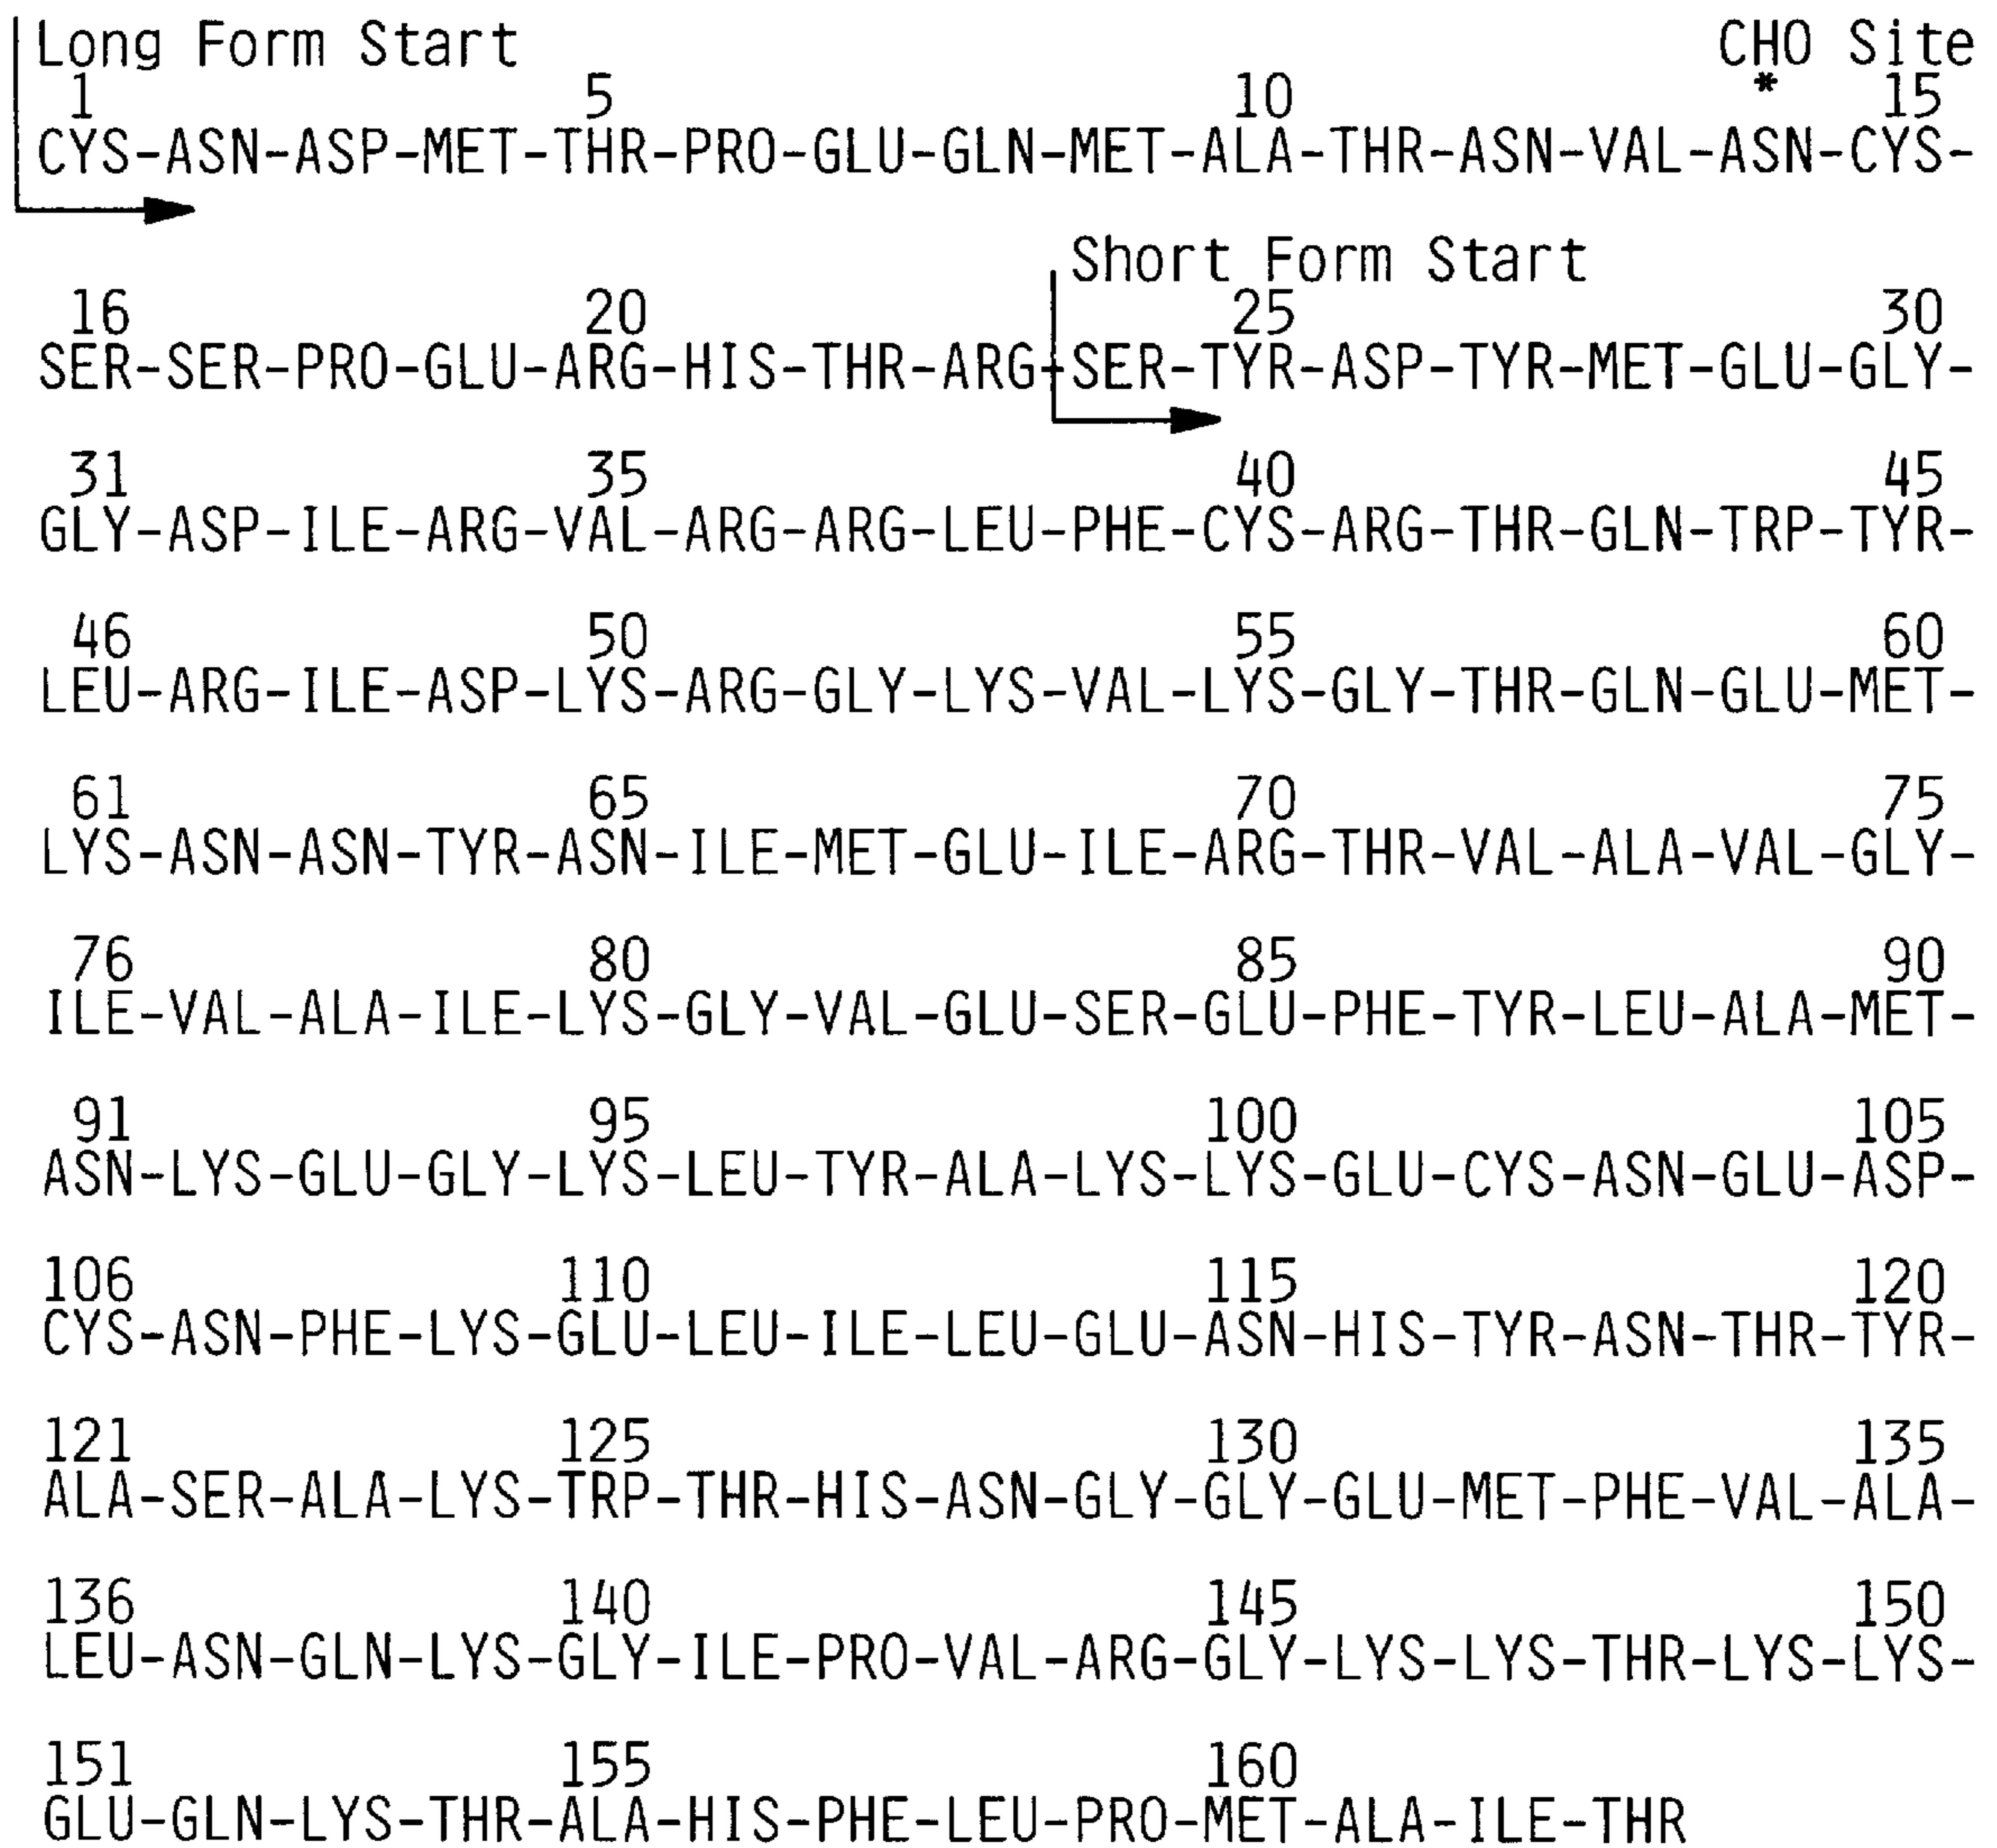 Long Form Start CHO Site
1 5 10 * 15
CYS-ASN-ASP-MET-THR-PRO-GLU-GLN-MET-ALA-THR-ASN-VAL-ASN-CYS-
Short Form Start
16 20 25 30
SER-SER-PRO-GLU-ARG-HIS-THR-ARG-SER-TYR-ASP-TYR-MET-GLU-GLY-
31 35 40 45
GLY-ASP-ILE-ARG-VAL-ARG-ARG-LEU-PHE-CYS-ARG-THR-GLN-TRP-TYR-
46 50 55 60
LEU-ARG-ILE-ASP-LYS-ARG-GLY-LYS-VAL-LYS-GLY-THR-GLN-GLU-MET-
61 65 70 75
LYS-ASN-ASN-TYR-ASN-ILE-MET-GLU-ILE-ARG-THR-VAL-ALA-VAL-GLY-
76 80 85 90
ILE-VAL-ALA-ILE-LYS-GLY-VAL-GLU-SER-GLU-PHE-TYR-LEU-ALA-MET-
91 95 100 105
ASN-LYS-GLU-GLY-LYS-LEU-TYR-ALA-LYS-LYS-GLU-CYS-ASN-GLU-ASP-
106 110 115 120
CYS-ASN-PHE-LYS-GLU-LEU-ILE-LEU-GLU-ASN-HIS-TYR-ASN-THR-TYR-
121 125 130 135
ALA-SER-ALA-LYS-TRP-THR-HIS-ASN-GLY-GLY-GLU-MET-PHE-VAL-ALA-
136 140 145 150
LEU-ASN-GLN-LYS-GLY-ILE-PRO-VAL-ARG-GLY-LYS-LYS-THR-LYS-LYS-
151 155 160
GLU-GLN-LYS-THR-ALA-HIS-PHE-LEU-PRO-MET-ALA-ILE-THR